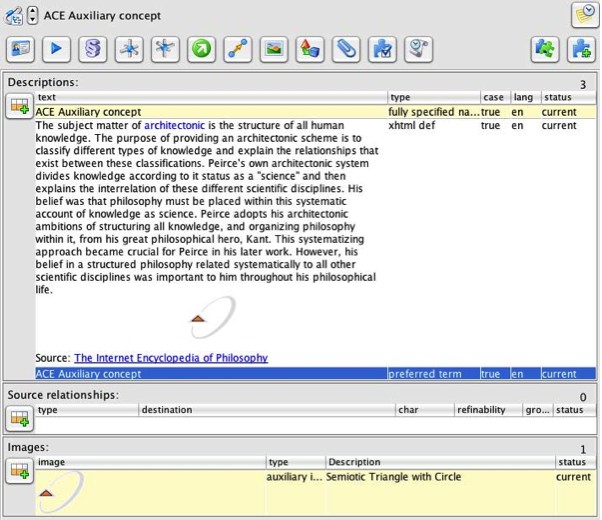 ACE Auxiliary concept
Descriptions: 3
text type case lang status
ACE Auxiliary concept fully specified na... true en current
The subject matter of architectonic is the structure of all human xhtml def true en current
knowledge. The purpose of providing an architectonic scheme is to
classify different types of knowledge and explain the relationships that
exist between these classifications. Peirce's own architectonic system
divides knowledge according to it status as a "science" and then
explains the interrelation of these different scientific disciplines. His
belief was that philosophy must be placed within this systematic
account of knowledge as science. Peirce adopts his architectonic
ambitions of structuring all knowledge, and organizing philosophy
within it, from his great philosophical hero, Kant. This systematizing
approach became crucial for Peirce in his later work. However, his
belief in a structured philosophy related systematically to all other
scientific disciplines was important to him throughout his philosophical
life.
Source: The Internet Encyclopedia of Philosophy
ACE Auxiliary concept preferred term true en current
Source relationships: 0
type destination char refinability gro... status
Images: 1
image type Description status
auxiliary i... Semiotic Triangle with Circle current